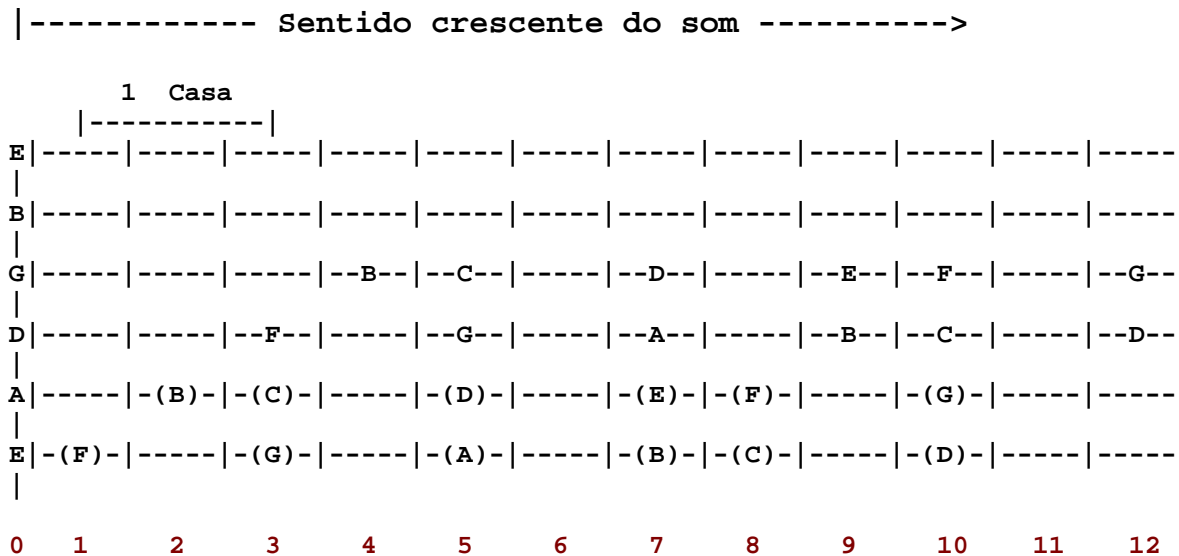 |------------ Sentido crescente do som ---------->
1 Casa
|-----------|
E|-----|-----|-----|-----|-----|-----|-----|-----|-----|-----|-----|-----
|
B|-----|-----|-----|-----|-----|-----|-----|-----|-----|-----|-----|-----
|
G|-----|-----|-----|--B--|--C--|-----|--D--|-----|--E--|--F--|-----|--G--
|
D|-----|-----|--F--|-----|--G--|-----|--A--|-----|--B--|--C--|-----|--D--
|
A|-----|-(B)-|-(C)-|-----|-(D)-|-----|-(E)-|-(F)-|-----|-(G)-|-----|-----
|
E|-(F)-|-----|-(G)-|-----|-(A)-|-----|-(B)-|-(C)-|-----|-(D)-|-----|-----
|
0 1 2 3 4 5 6 7 8 9 10 11 12